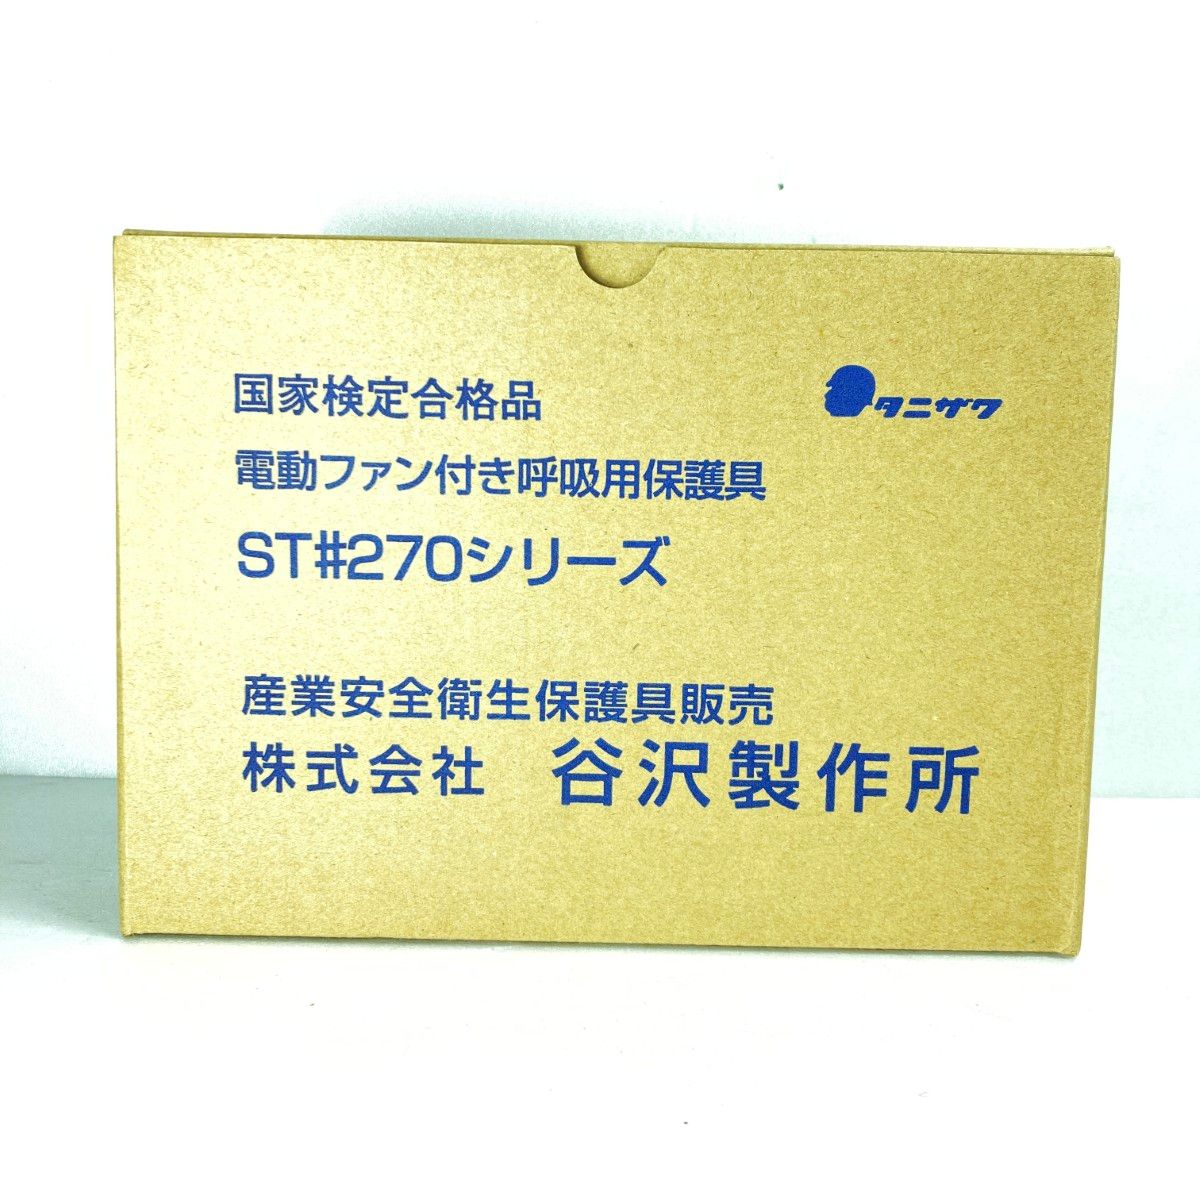 国家検定合格品
タニザワ
電動ファン付き呼吸用保護具
ST#270シリーズ
産業安全衛生保護具販売
株式会社 谷沢製作所